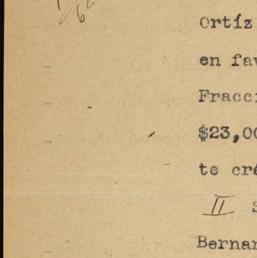 Ortíz
en fav
Fracci
$23,00
te cré
II S
Bernar